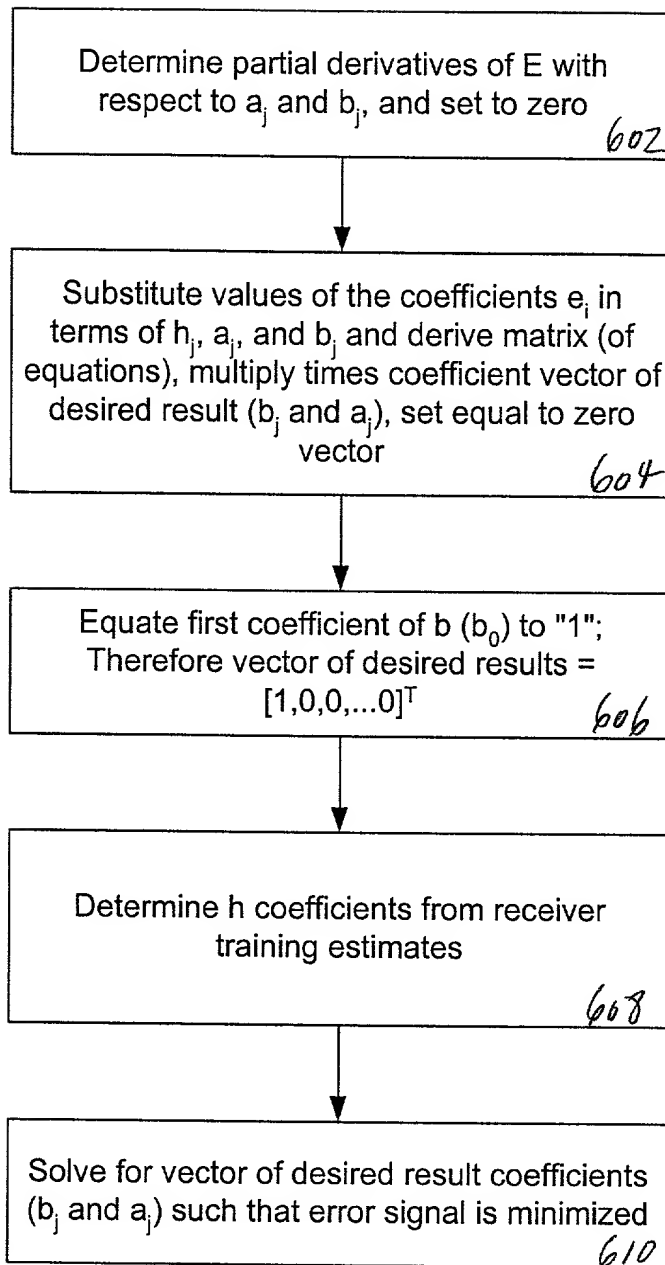 Determine partial derivatives of E with
respect to aⱼ and bⱼ, and set to zero
602
Substitute values of the coefficients eᵢ in
terms of hⱼ, aⱼ, and bⱼ and derive matrix (of
equations), multiply times coefficient vector of
desired result (bⱼ and aⱼ), set equal to zero
vector
604
Equate first coefficient of b (b₀) to "1";
Therefore vector of desired results =
[1,0,0,...0]ᵀ
606
Determine h coefficients from receiver
training estimates
608
Solve for vector of desired result coefficients
(bⱼ and aⱼ) such that error signal is minimized
610